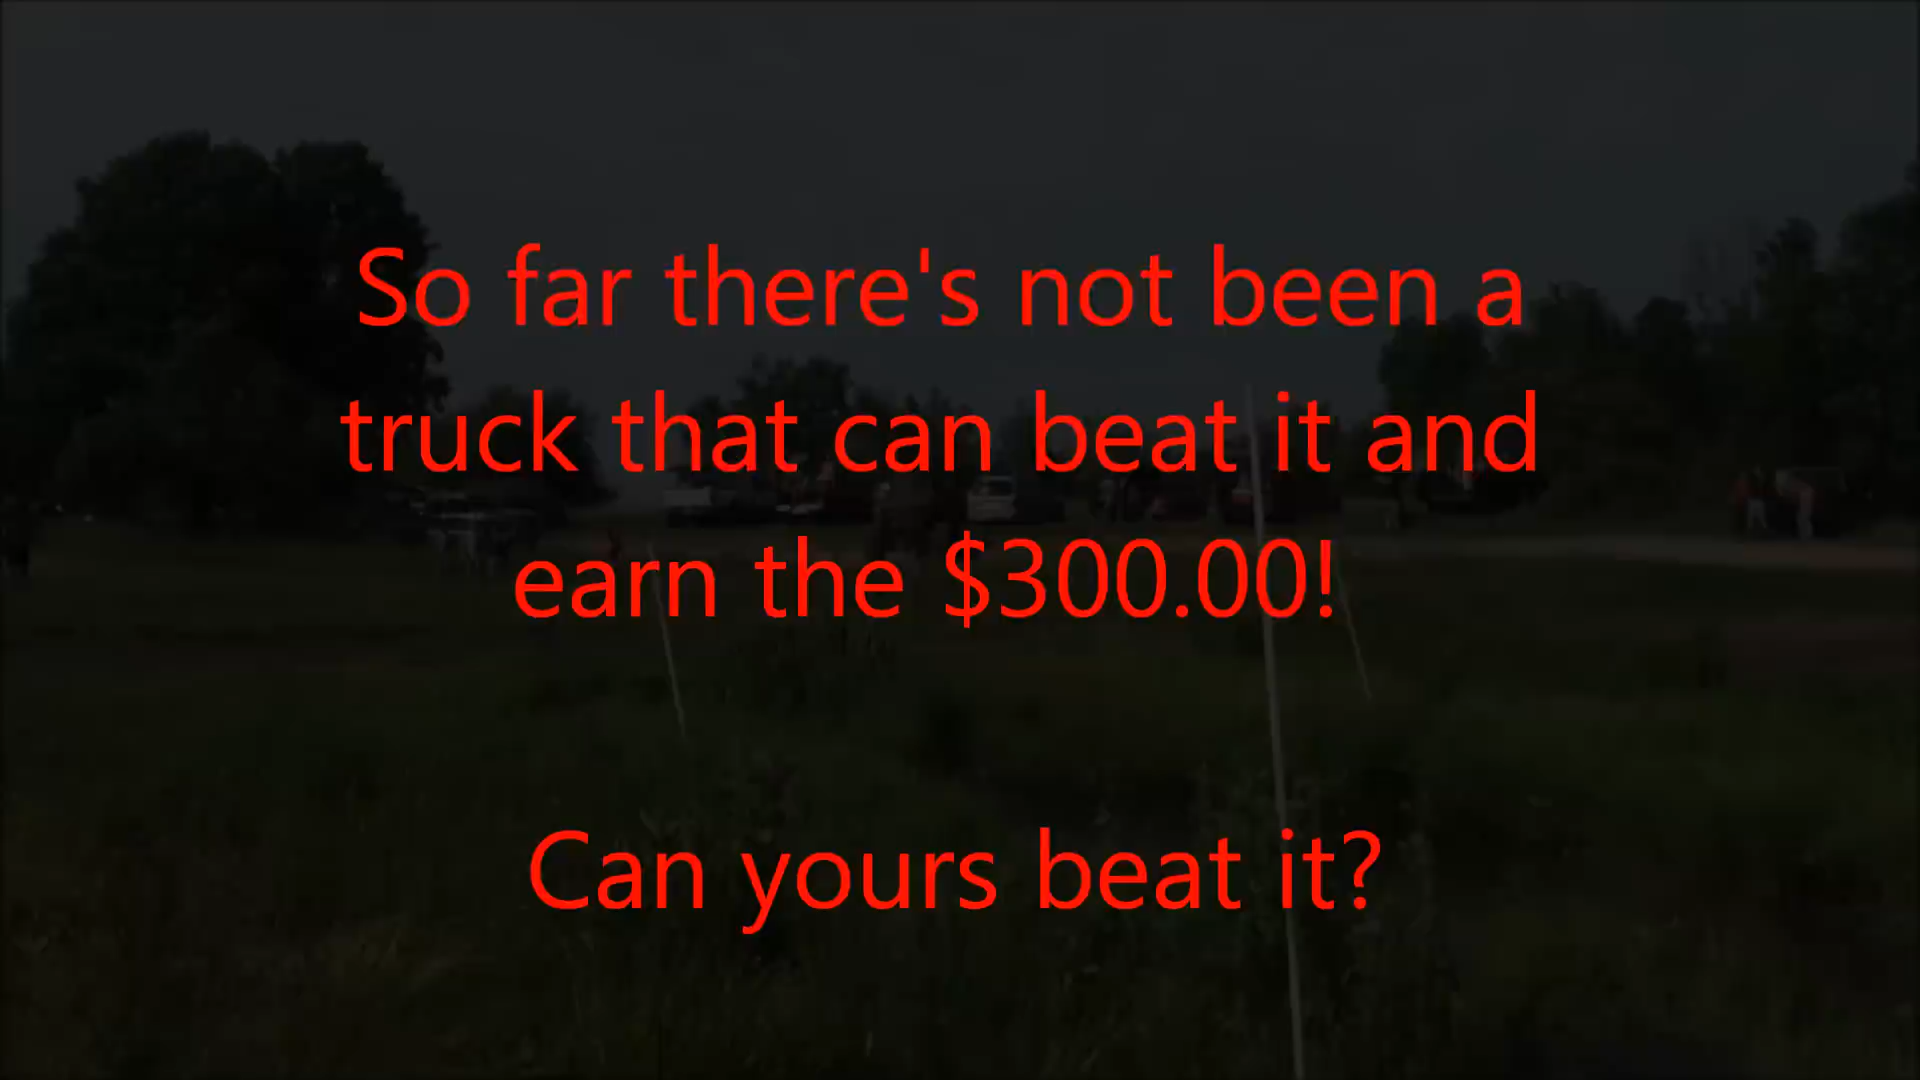 So far there's not been a
truck that can beat it and
earn the $300.00!
Can yours beat it?